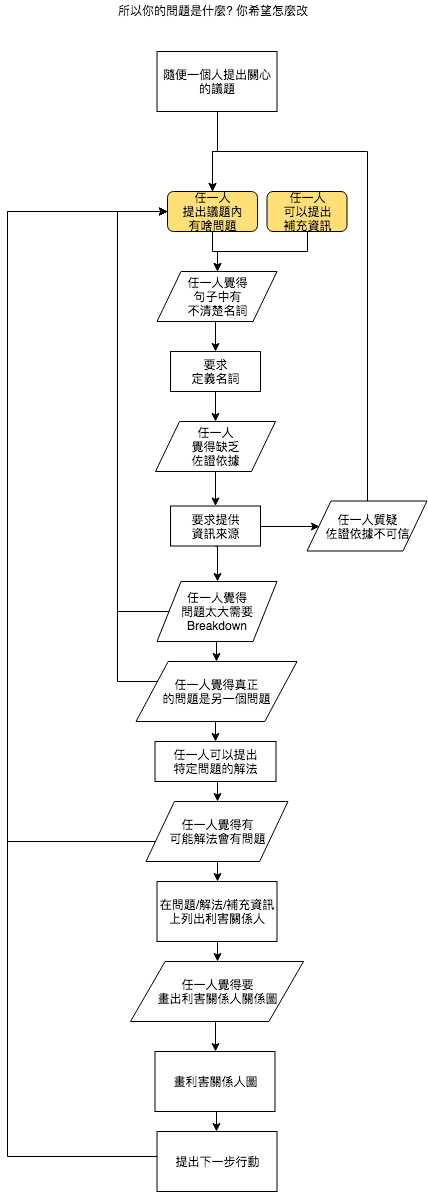 所以你的問題是什麼? 你希望怎麼改
隨便一個人提出關心
的議題
任一人
提出議題內
有啥問題
任一人
可以提出
補充資訊
任一人覺得
句子中有
不清楚名詞
要求
定義名詞
任一人
覺得缺乏
佐證依據
要求提供
資訊來源
任一人質疑
佐證依據不可信
任一人覺得
問題太大需要
Breakdown
任一人覺得真正
的問題是另一個問題
任一人可以提出
特定問題的解法
任一人覺得有
可能解法會有問題
在問題/解法/補充資訊
上列出利害關係人
任一人覺得要
畫出利害關係人關係圖
畫利害關係人圖
提出下一步行動